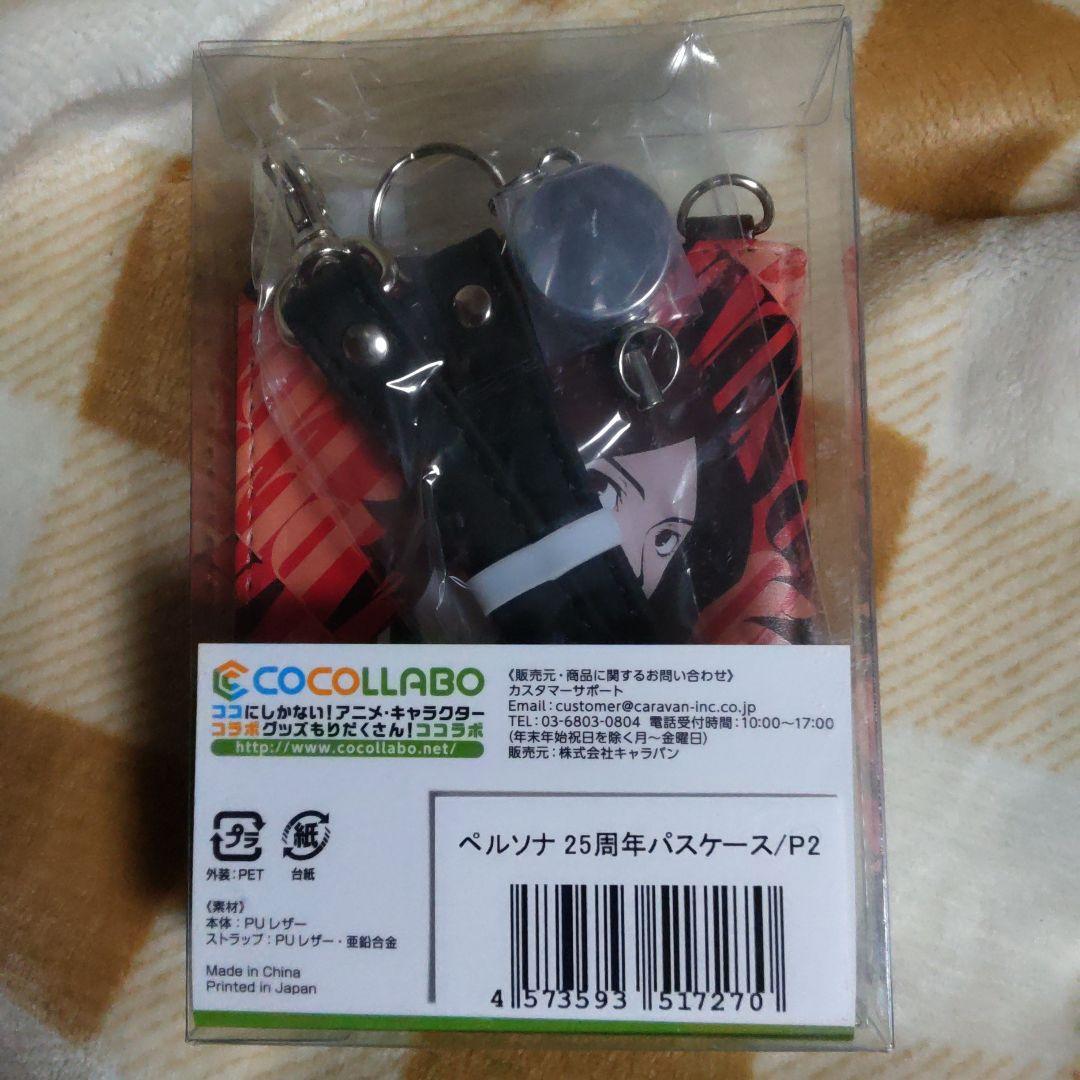 COCOLLABO
ココにしかない!アニメ・キャラクター
コラボグッズもりだくさん!ココラボ
http://www.cocollabo.net/
《販売元・商品に関するお問い合わせ》
カスタマーサポート
Email:customer@caravan-inc.co.jp
TEL:03-6803-0804 電話受付時間:10:00〜17:00
(年末年始祝日を除く月〜金曜日)
販売元:株式会社キャラバン
プラ
紙
外装:PET
台紙
《素材》
本体:PUレザー
ストラップ:PUレザー・亜鉛合金
Made in China
Printed in Japan
ペルソナ 25周年パスケース/P2
4 573593 517270